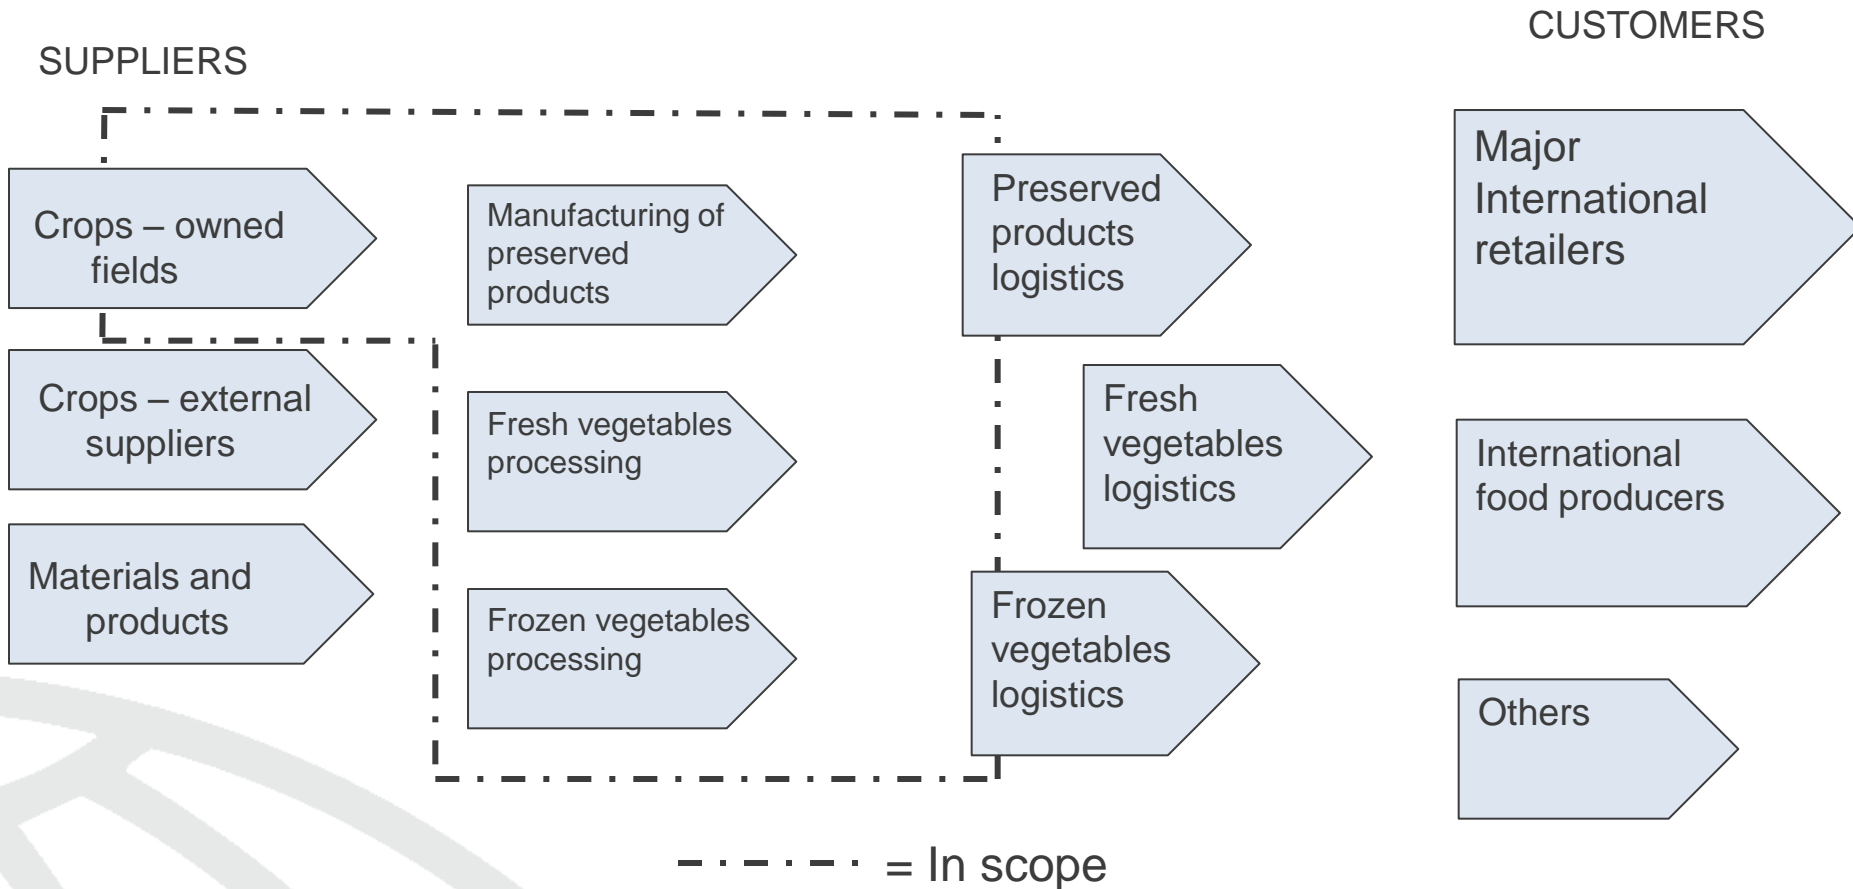 CUSTOMERS
SUPPLIERS
Crops – owned
fields
Crops – external
suppliers
Materials and
products
Manufacturing of
preserved
products
Fresh vegetables
processing
Frozen vegetables
processing
Preserved
products
logistics
Fresh
vegetables
logistics
Frozen
vegetables
logistics
Major
International
retailers
International
food producers
Others
= In scope